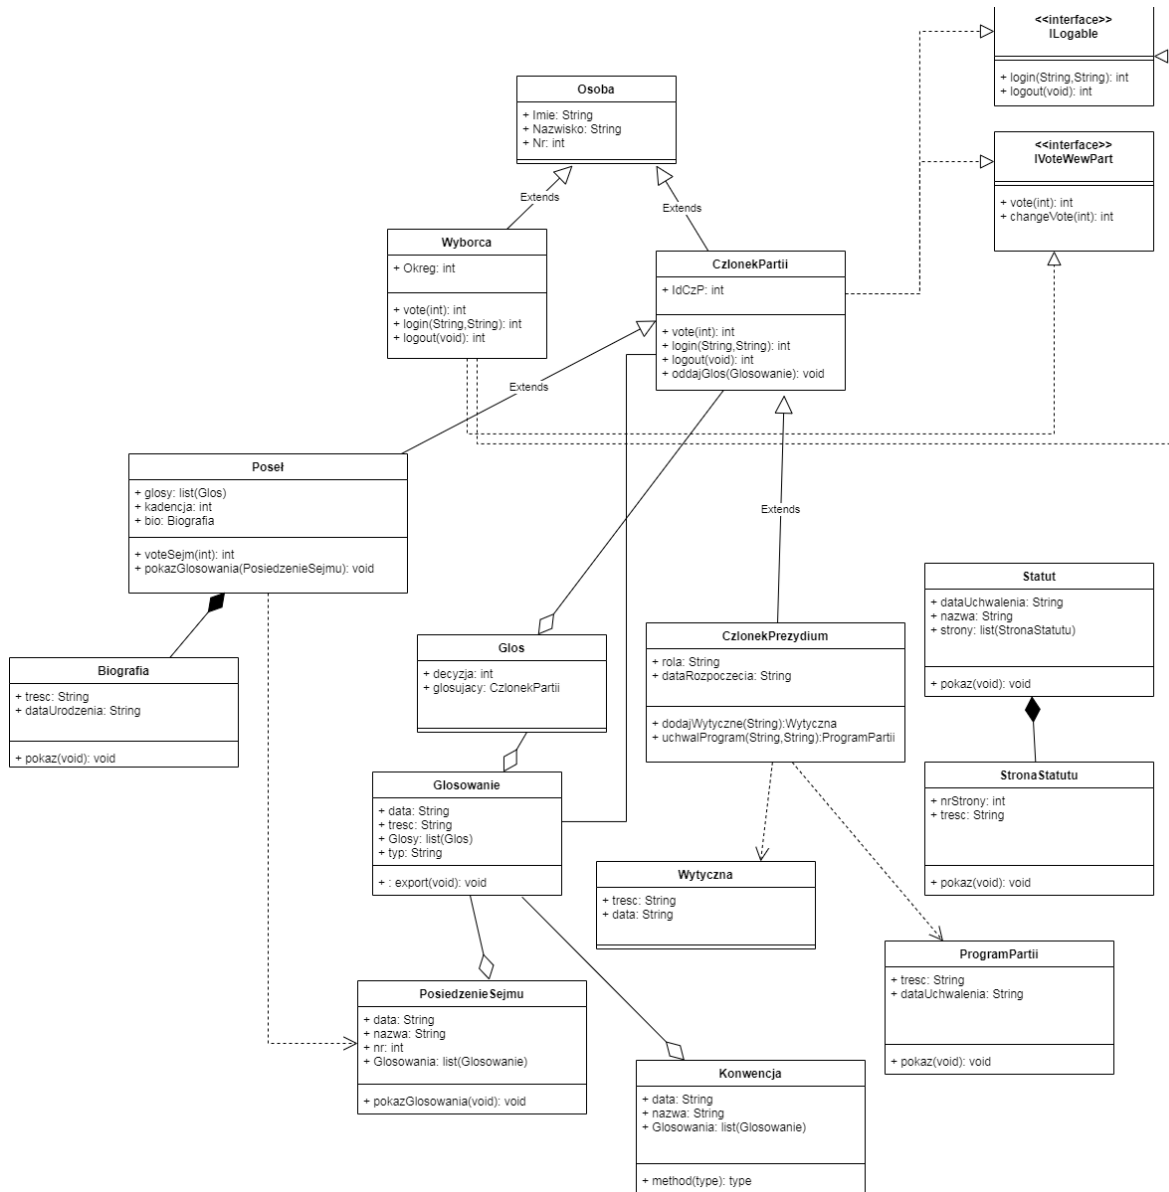 <<interface>>
ILogable
+ login(String,String): int
+ logout(void): int
Osoba
+ Imie: String
+ Nazwisko: String
+ Nr: int
<<interface>>
IVoteWewPart
+ vote(int): int
+ changeVote(int): int
Extends
Extends
Wyborca
+ Okreg: int
+ vote(int): int
+ login(String,String): int
+ logout(void): int
CzlonekPartii
+ IdCzP: int
+ vote(int): int
+ login(String,String): int
+ logout(void): int
+ oddajGlos(Glosowanie): void
Extends
Poseł
+ glosy: list(Glos)
+ kadencja: int
+ bio: Biografia
+ voteSejm(int): int
+ pokazGlosowania(PosiedzenieSejmu): void
Extends
Statut
+ dataUchwalenia: String
+ nazwa: String
+ strony: list(StronaStatutu)
+ pokaz(void): void
Glos
+ decyzja: int
+ glosujacy: CzlonekPartii
CzlonekPrezydium
+ rola: String
+ dataRozpoczecia: String
+ dodajWytyczne(String):Wytyczna
+ uchwalProgram(String,String):ProgramPartii
Biografia
+ tresc: String
+ dataUrodzenia: String
+ pokaz(void): void
Glosowanie
+ data: String
+ tresc: String
+ Glosy: list(Glos)
+ typ: String
+ : export(void): void
StronaStatutu
+ nrStrony: int
+ tresc: String
+ pokaz(void): void
Wytyczna
+ tresc: String
+ data: String
ProgramPartii
+ tresc: String
+ dataUchwalenia: String
+ pokaz(void): void
PosiedzenieSejmu
+ data: String
+ nazwa: String
+ nr: int
+ Glosowania: list(Glosowanie)
+ pokazGlosowania(void): void
Konwencja
+ data: String
+ nazwa: String
+ Glosowania: list(Glosowanie)
+ method(type): type